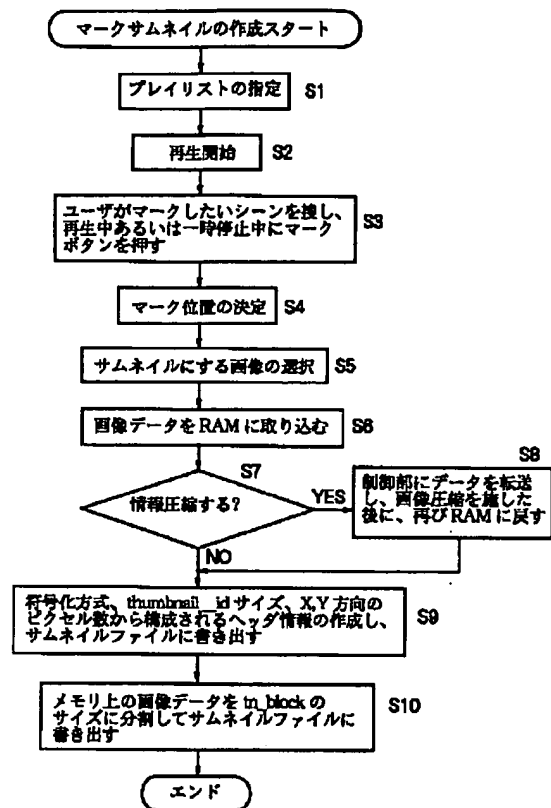 マークサムネイルの作成スタート
プレイリストの指定 S1
再生開始 S2
ユーザがマークしたいシーンを捜し、
再生中あるいは一時停止中にマーク
ボタンを押す
S3
マーク位置の決定 S4
サムネイルにする画像の選択 S5
画像データをRAMに取り込む S6
S7
情報圧縮する?
YES
NO
S8
制御部にデータを転送
し、画像圧縮を施した
後に、再びRAMに戻す
符号化方式、thumbnail_idサイズ、X,Y方向の
ピクセル数から構成されるヘッダ情報の作成し、
サムネイルファイルに書き出す
S9
メモリ上の画像データをtn_blockの
サイズに分割してサムネイルファイルに
書き出す
S10
エンド